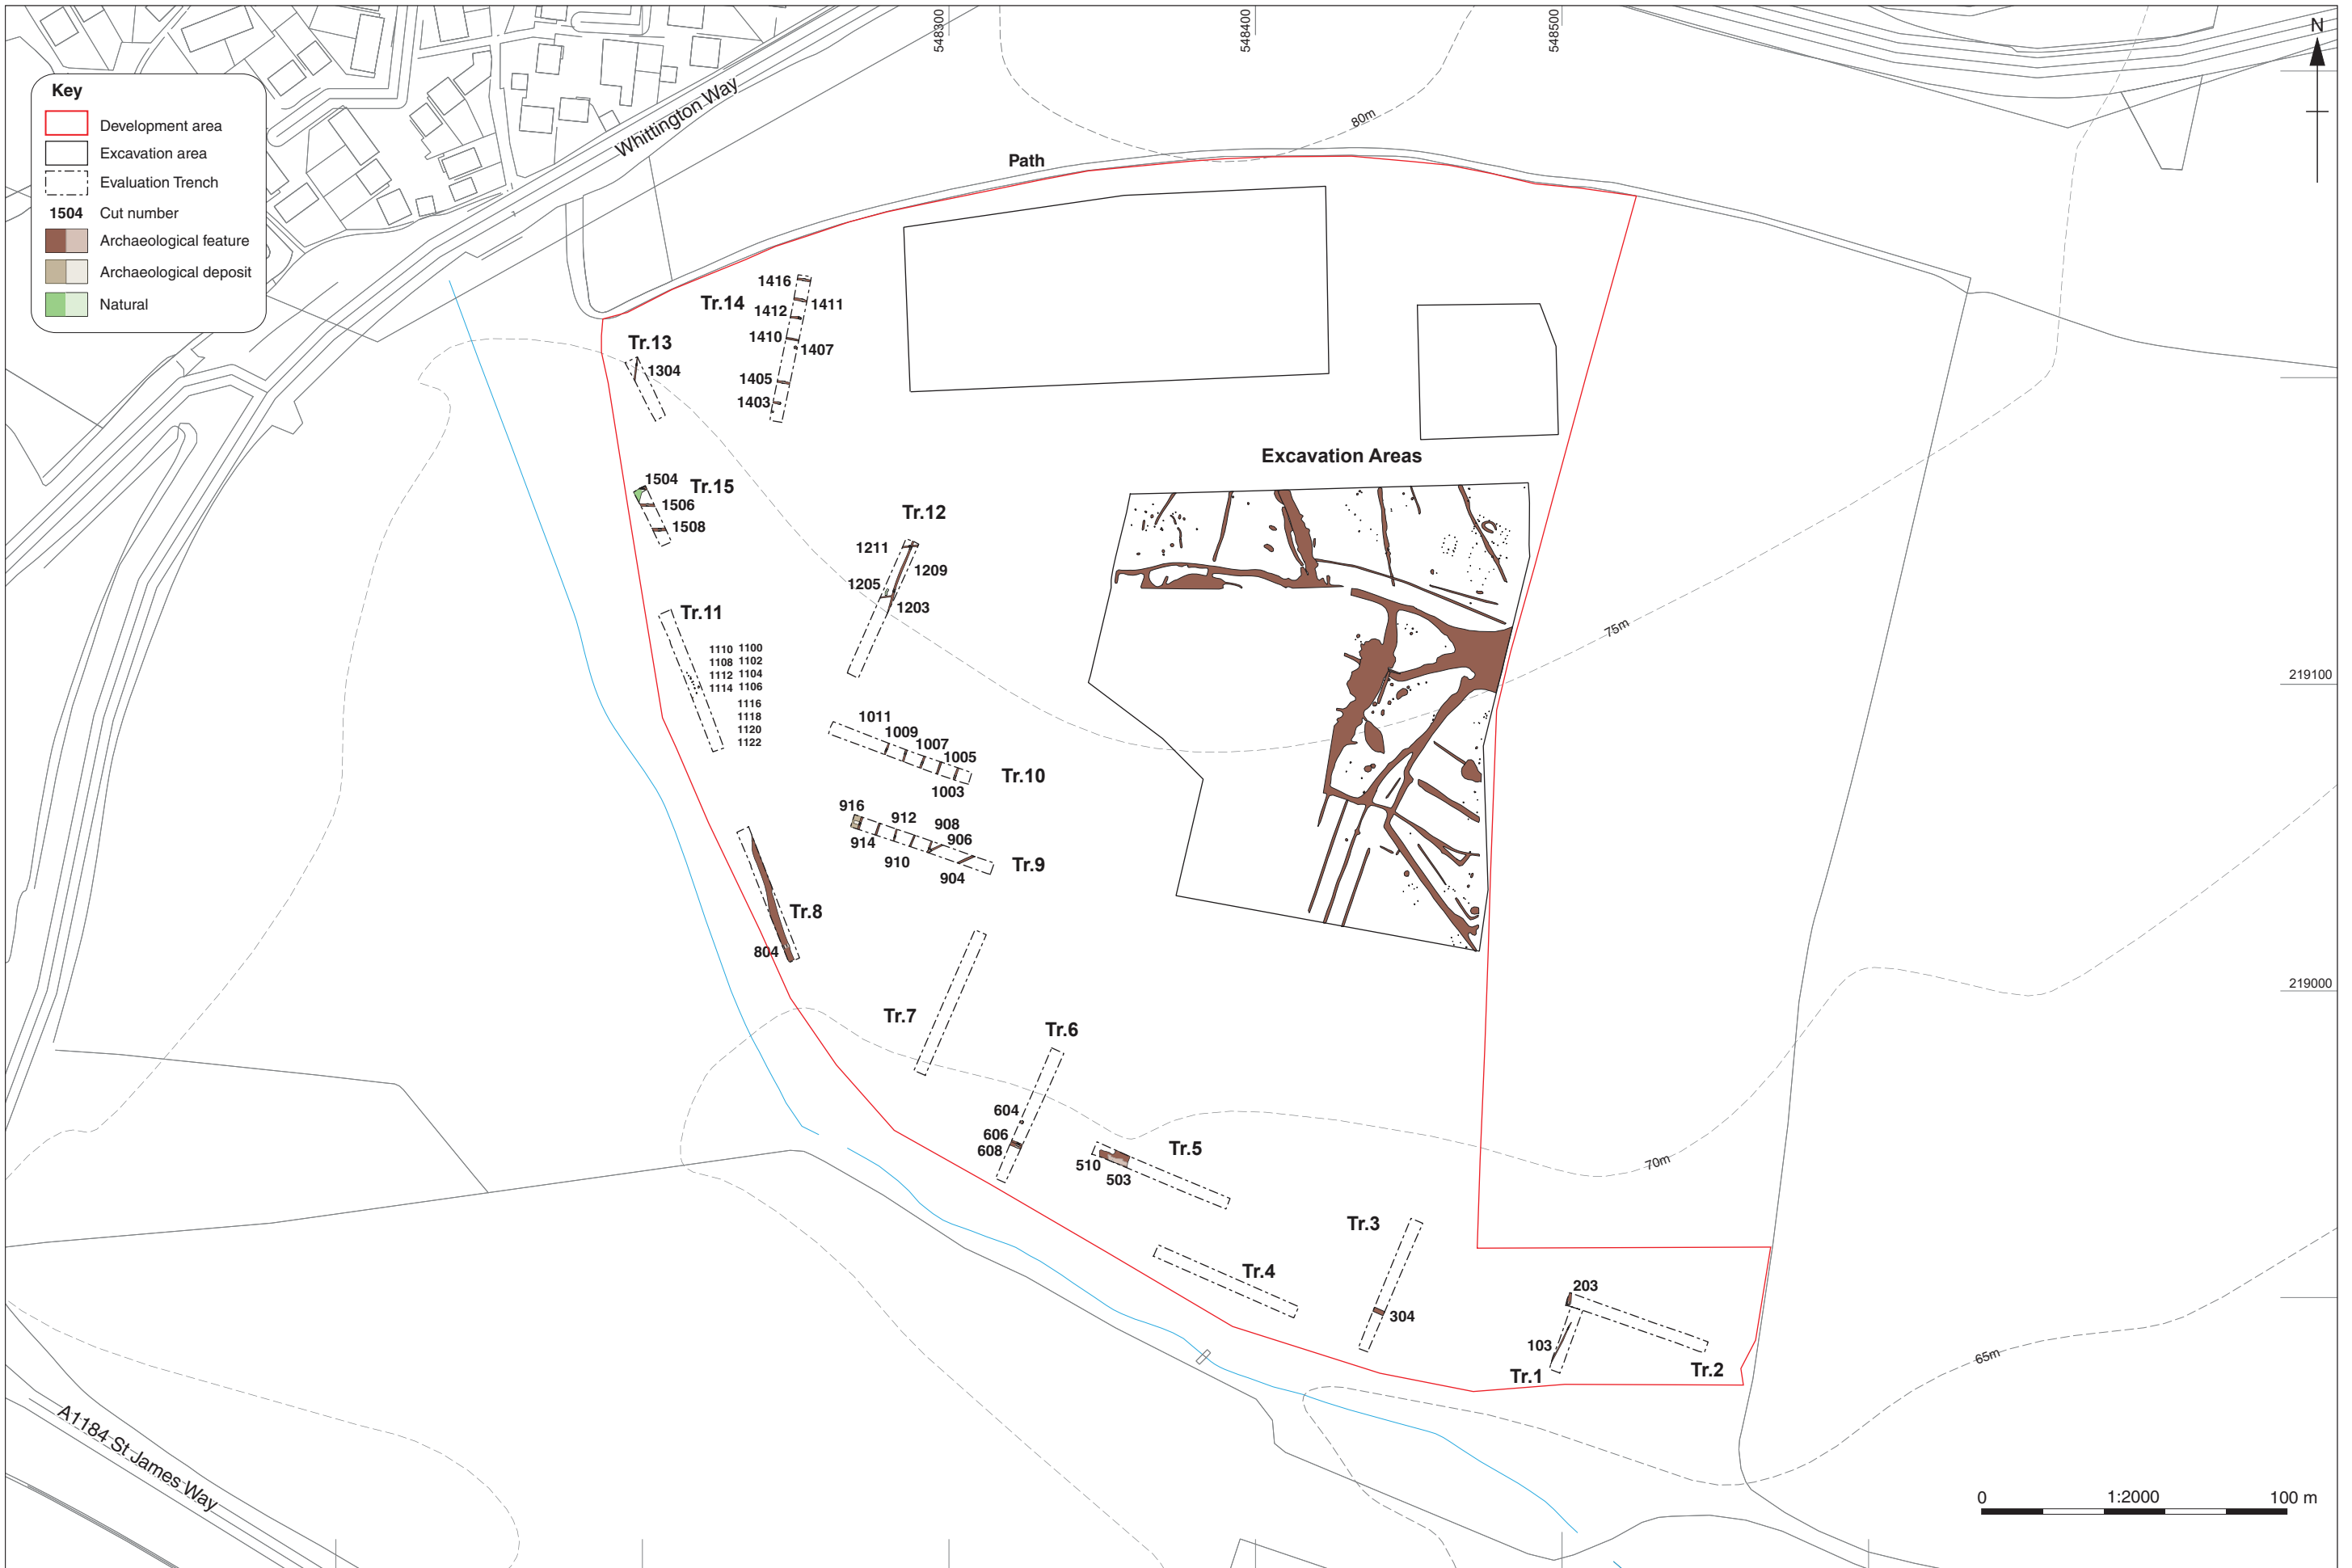 548300
548400
548500
N
Key
Development area
Excavation area
Evaluation Trench
1504 Cut number
Archaeological feature
Archaeological deposit
Natural
Whittington Way
80m
Path
1416
Tr.14
1411
1412
1410
1407
1405
1403
Tr.13
1304
Excavation Areas
1504
Tr.15
1506
1508
Tr.12
1211
1209
1205
1203
Tr.11
1110 1100
1108 1102
1112 1104
1114 1106
1116
1118
1120
1122
75m
219100
1011
1009
1007
1005
Tr.10
1003
916
912
908
906
914
910
904
Tr.9
Tr.8
804
219000
Tr.7
Tr.6
604
606
608
Tr.5
510
503
70m
Tr.3
Tr.4
304
203
103
Tr.1
Tr.2
65m
A1184 St James Way
0 1:2000 100 m